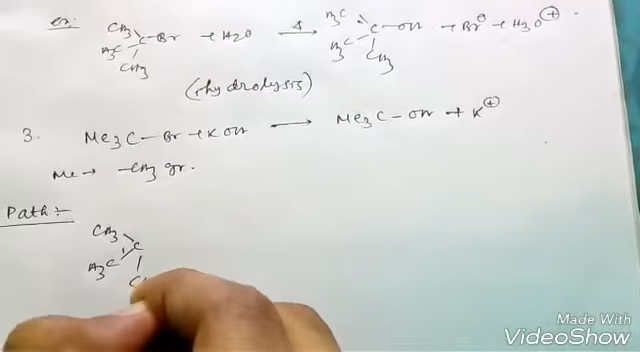 ex:
CH3 H3C C-Br + H2O Δ→ H3C H3C C-OH + Br⊖ + H3O⊕
CH3 CH3
(Hydrolysis)
3. Me3C-Br + KOH → Me3C-OH + K⊕
Me → -CH3 gr.
Path :-
CH3
H3C C
Made With
VideoShow